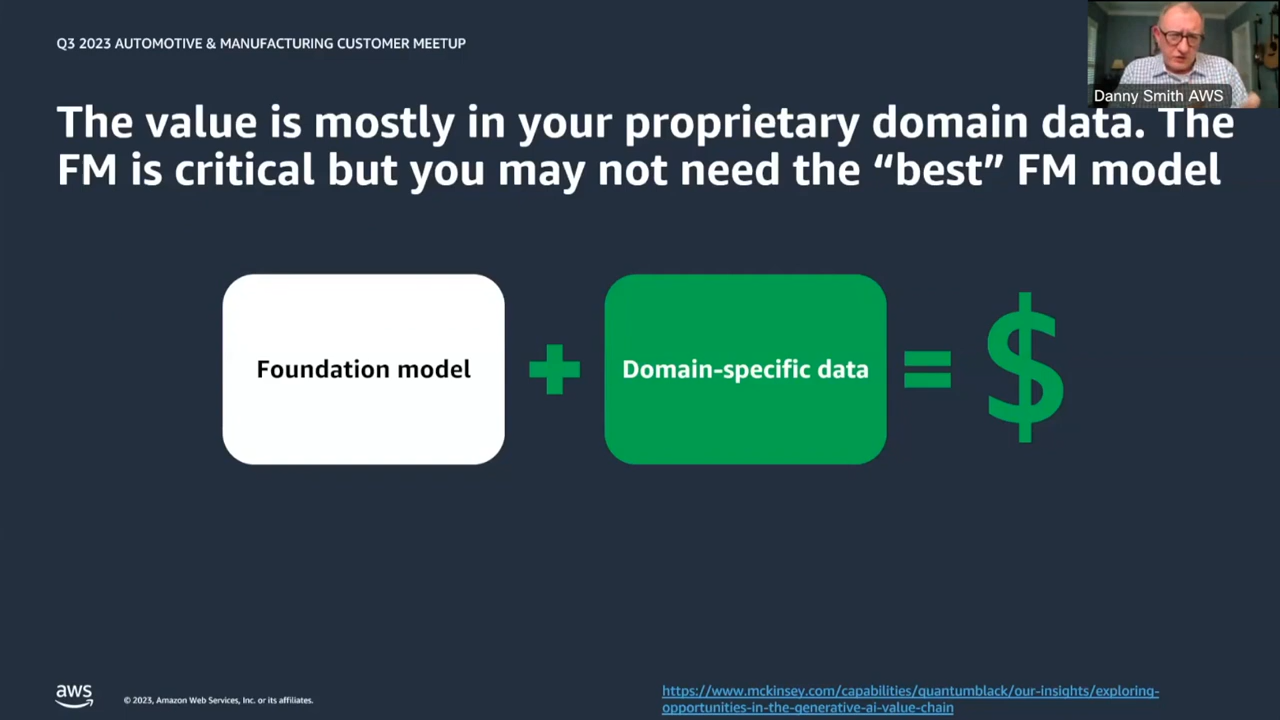 Q3 2023 AUTOMOTIVE & MANUFACTURING CUSTOMER MEETUP
Danny Smith AWS
The value is mostly in your proprietary domain data. The
FM is critical but you may not need the “best” FM model
Foundation model
+
Domain-specific data
=
$
aws
© 2023, Amazon Web Services, Inc. or its affiliates.
https://www.mckinsey.com/capabilities/quantumblack/our-insights/exploring-
opportunities-in-the-generative-ai-value-chain